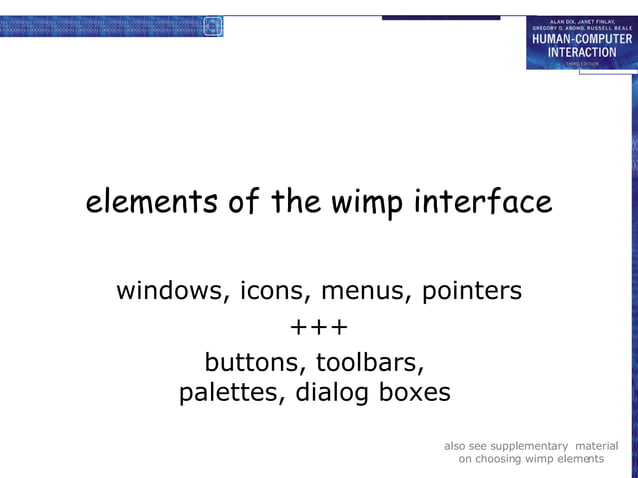 ALAN DIX, JANET FINLAY,
GREGORY D. ABOWD, RUSSELL BEALE
HUMAN-COMPUTER
INTERACTION
THIRD EDITION
elements of the wimp interface
windows, icons, menus, pointers
+++
buttons, toolbars,
palettes, dialog boxes
also see supplementary material
on choosing wimp elements